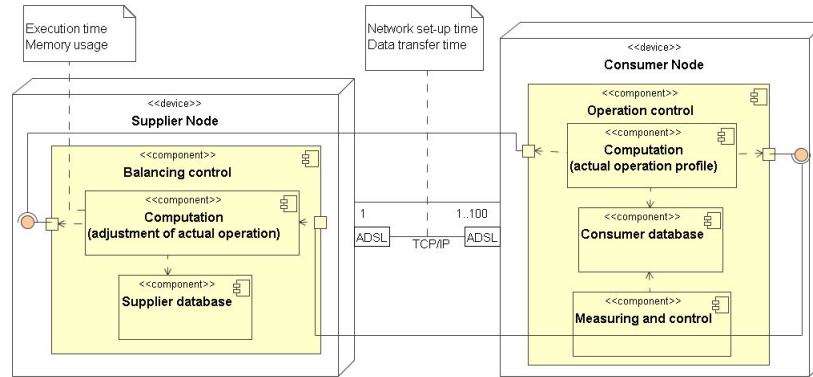 Execution time
Memory usage
Network set-up time
Data transfer time
<<device>>
Supplier Node
<<component>>
Balancing control
<<component>>
Computation
(adjustment of actual operation)
<<component>>
Supplier database
1
1..100
ADSL
TCP/IP
ADSL
<<device>>
Consumer Node
<<component>>
Operation control
<<component>>
Computation
(actual operation profile)
<<component>>
Consumer database
<<component>>
Measuring and control